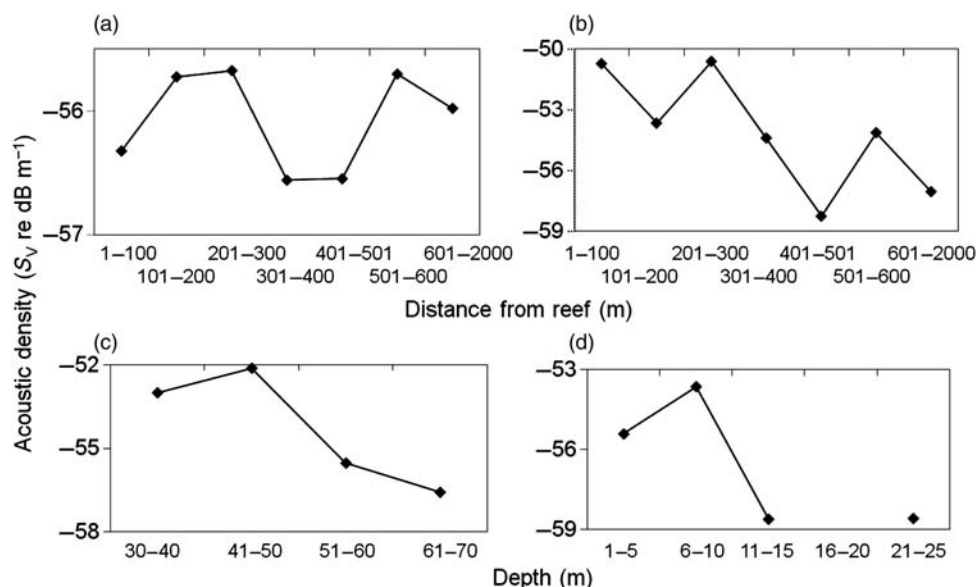 (a)
(b)
–56
–57
–50
–53
–56
–59
1–100 201–300 401–501 601–2000
101–200 301–400 501–600
1–100 201–300 401–501 601–2000
101–200 301–400 501–600
Distance from reef (m)
Acoustic density (Sᵥ re dB m⁻¹)
(c)
(d)
–52
–55
–58
–53
–56
–59
30–40 41–50 51–60 61–70
1–5 6–10 11–15 16–20 21–25
Depth (m)